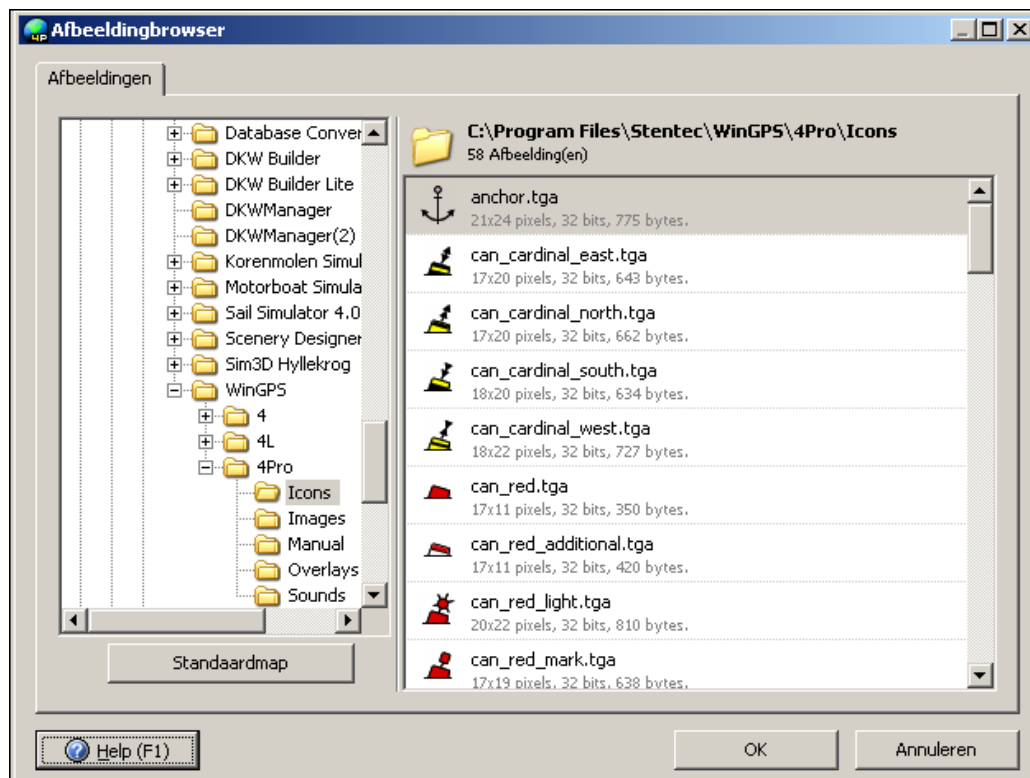 Afbeeldingbrowser
Afbeeldingen
Database Conver
DKW Builder
DKW Builder Lite
DKWManager
DKWManager(2)
Korenmolen Simul
Motorboat Simula
Sail Simulator 4.0
Scenery Designer
Sim3D Hyllekrog
WinGPS
4
4L
4Pro
Icons
Images
Manual
Overlays
Sounds
Standaardmap
C:\Program Files\Stentec\WinGPS\4Pro\Icons
58 Afbeelding(en)
anchor.tga
21x24 pixels, 32 bits, 775 bytes.
can_cardinal_east.tga
17x20 pixels, 32 bits, 643 bytes.
can_cardinal_north.tga
17x20 pixels, 32 bits, 662 bytes.
can_cardinal_south.tga
18x20 pixels, 32 bits, 634 bytes.
can_cardinal_west.tga
18x22 pixels, 32 bits, 727 bytes.
can_red.tga
17x11 pixels, 32 bits, 350 bytes.
can_red_additional.tga
17x11 pixels, 32 bits, 420 bytes.
can_red_light.tga
20x22 pixels, 32 bits, 810 bytes.
can_red_mark.tga
17x19 pixels, 32 bits, 638 bytes.
Help (F1)
OK
Annuleren